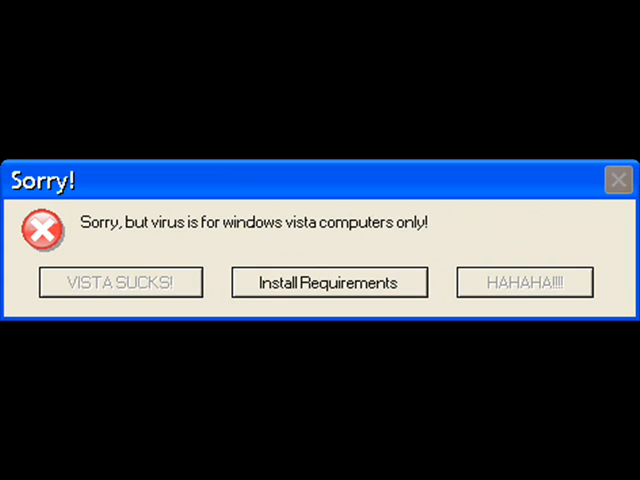 Sorry!
Sorry, but virus is for windows vista computers only!
VISTA SUCKS!
Install Requirements
HAHAHA!!!!